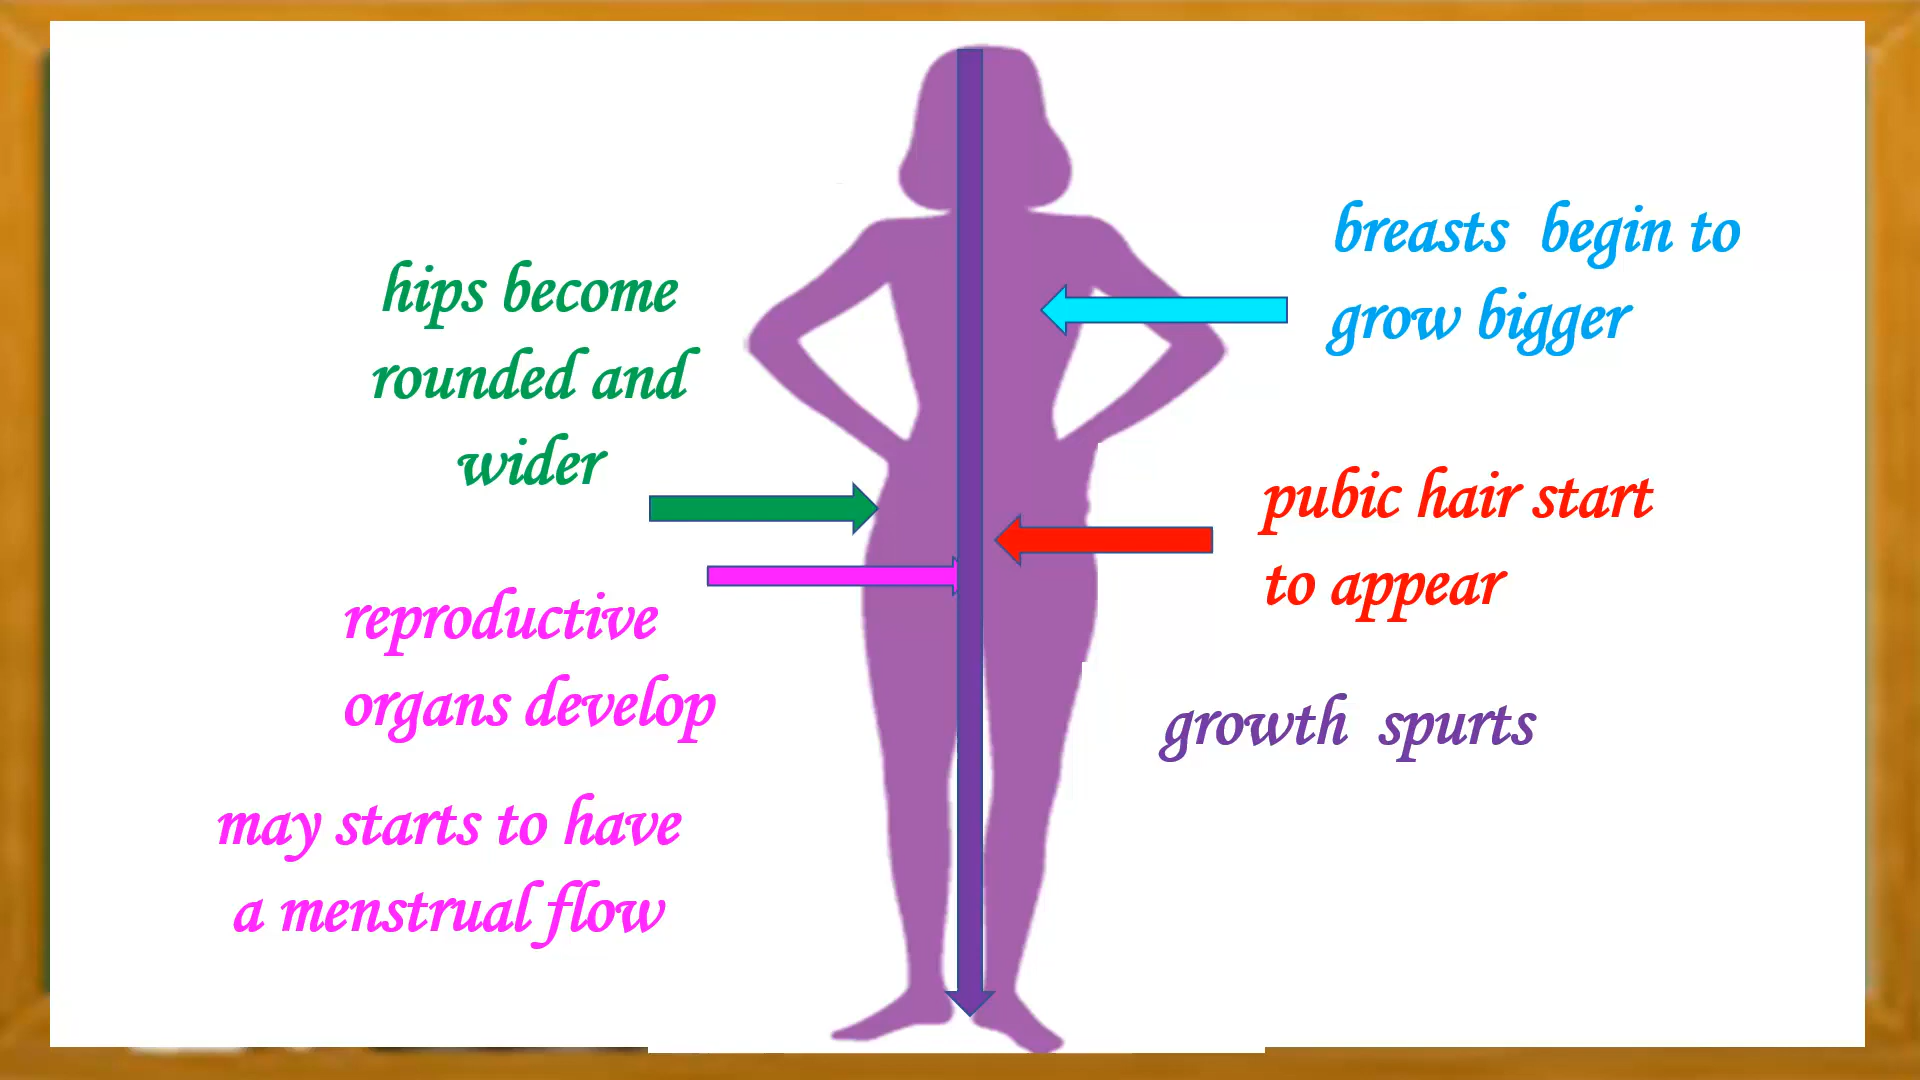 hips become
rounded and
wider
reproductive
organs develop
may starts to have
a menstrual flow
breasts begin to
grow bigger
pubic hair start
to appear
growth spurts